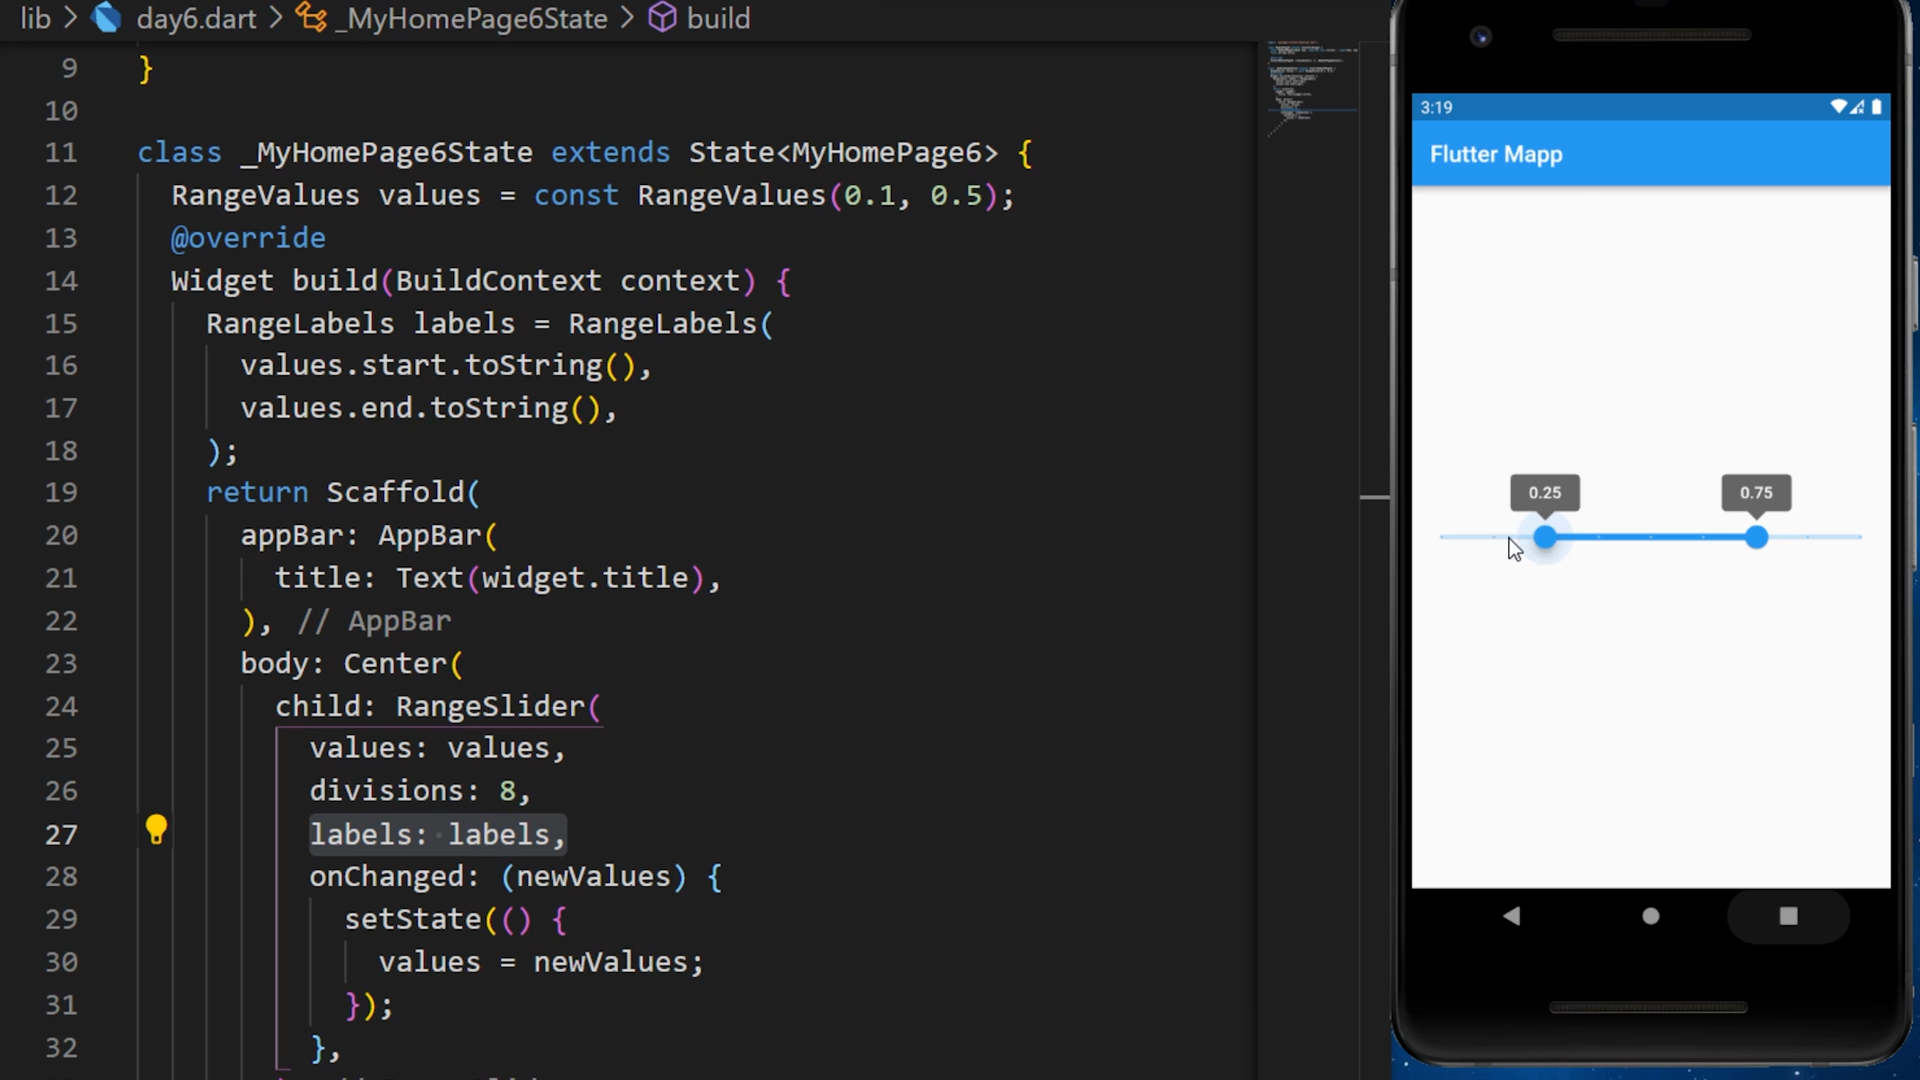 lib > day6.dart > _MyHomePage6State > build
9 }
10
11 class _MyHomePage6State extends State<MyHomePage6> {
12 RangeValues values = const RangeValues(0.1, 0.5);
13 @override
14 Widget build(BuildContext context) {
15 RangeLabels labels = RangeLabels(
16 values.start.toString(),
17 values.end.toString(),
18 );
19 return Scaffold(
20 appBar: AppBar(
21 title: Text(widget.title),
22 ), // AppBar
23 body: Center(
24 child: RangeSlider(
25 values: values,
26 divisions: 8,
27 labels: labels,
28 onChanged: (newValues) {
29 setState(() {
30 values = newValues;
31 });
32 },
3:19
Flutter Mapp
0.25 0.75